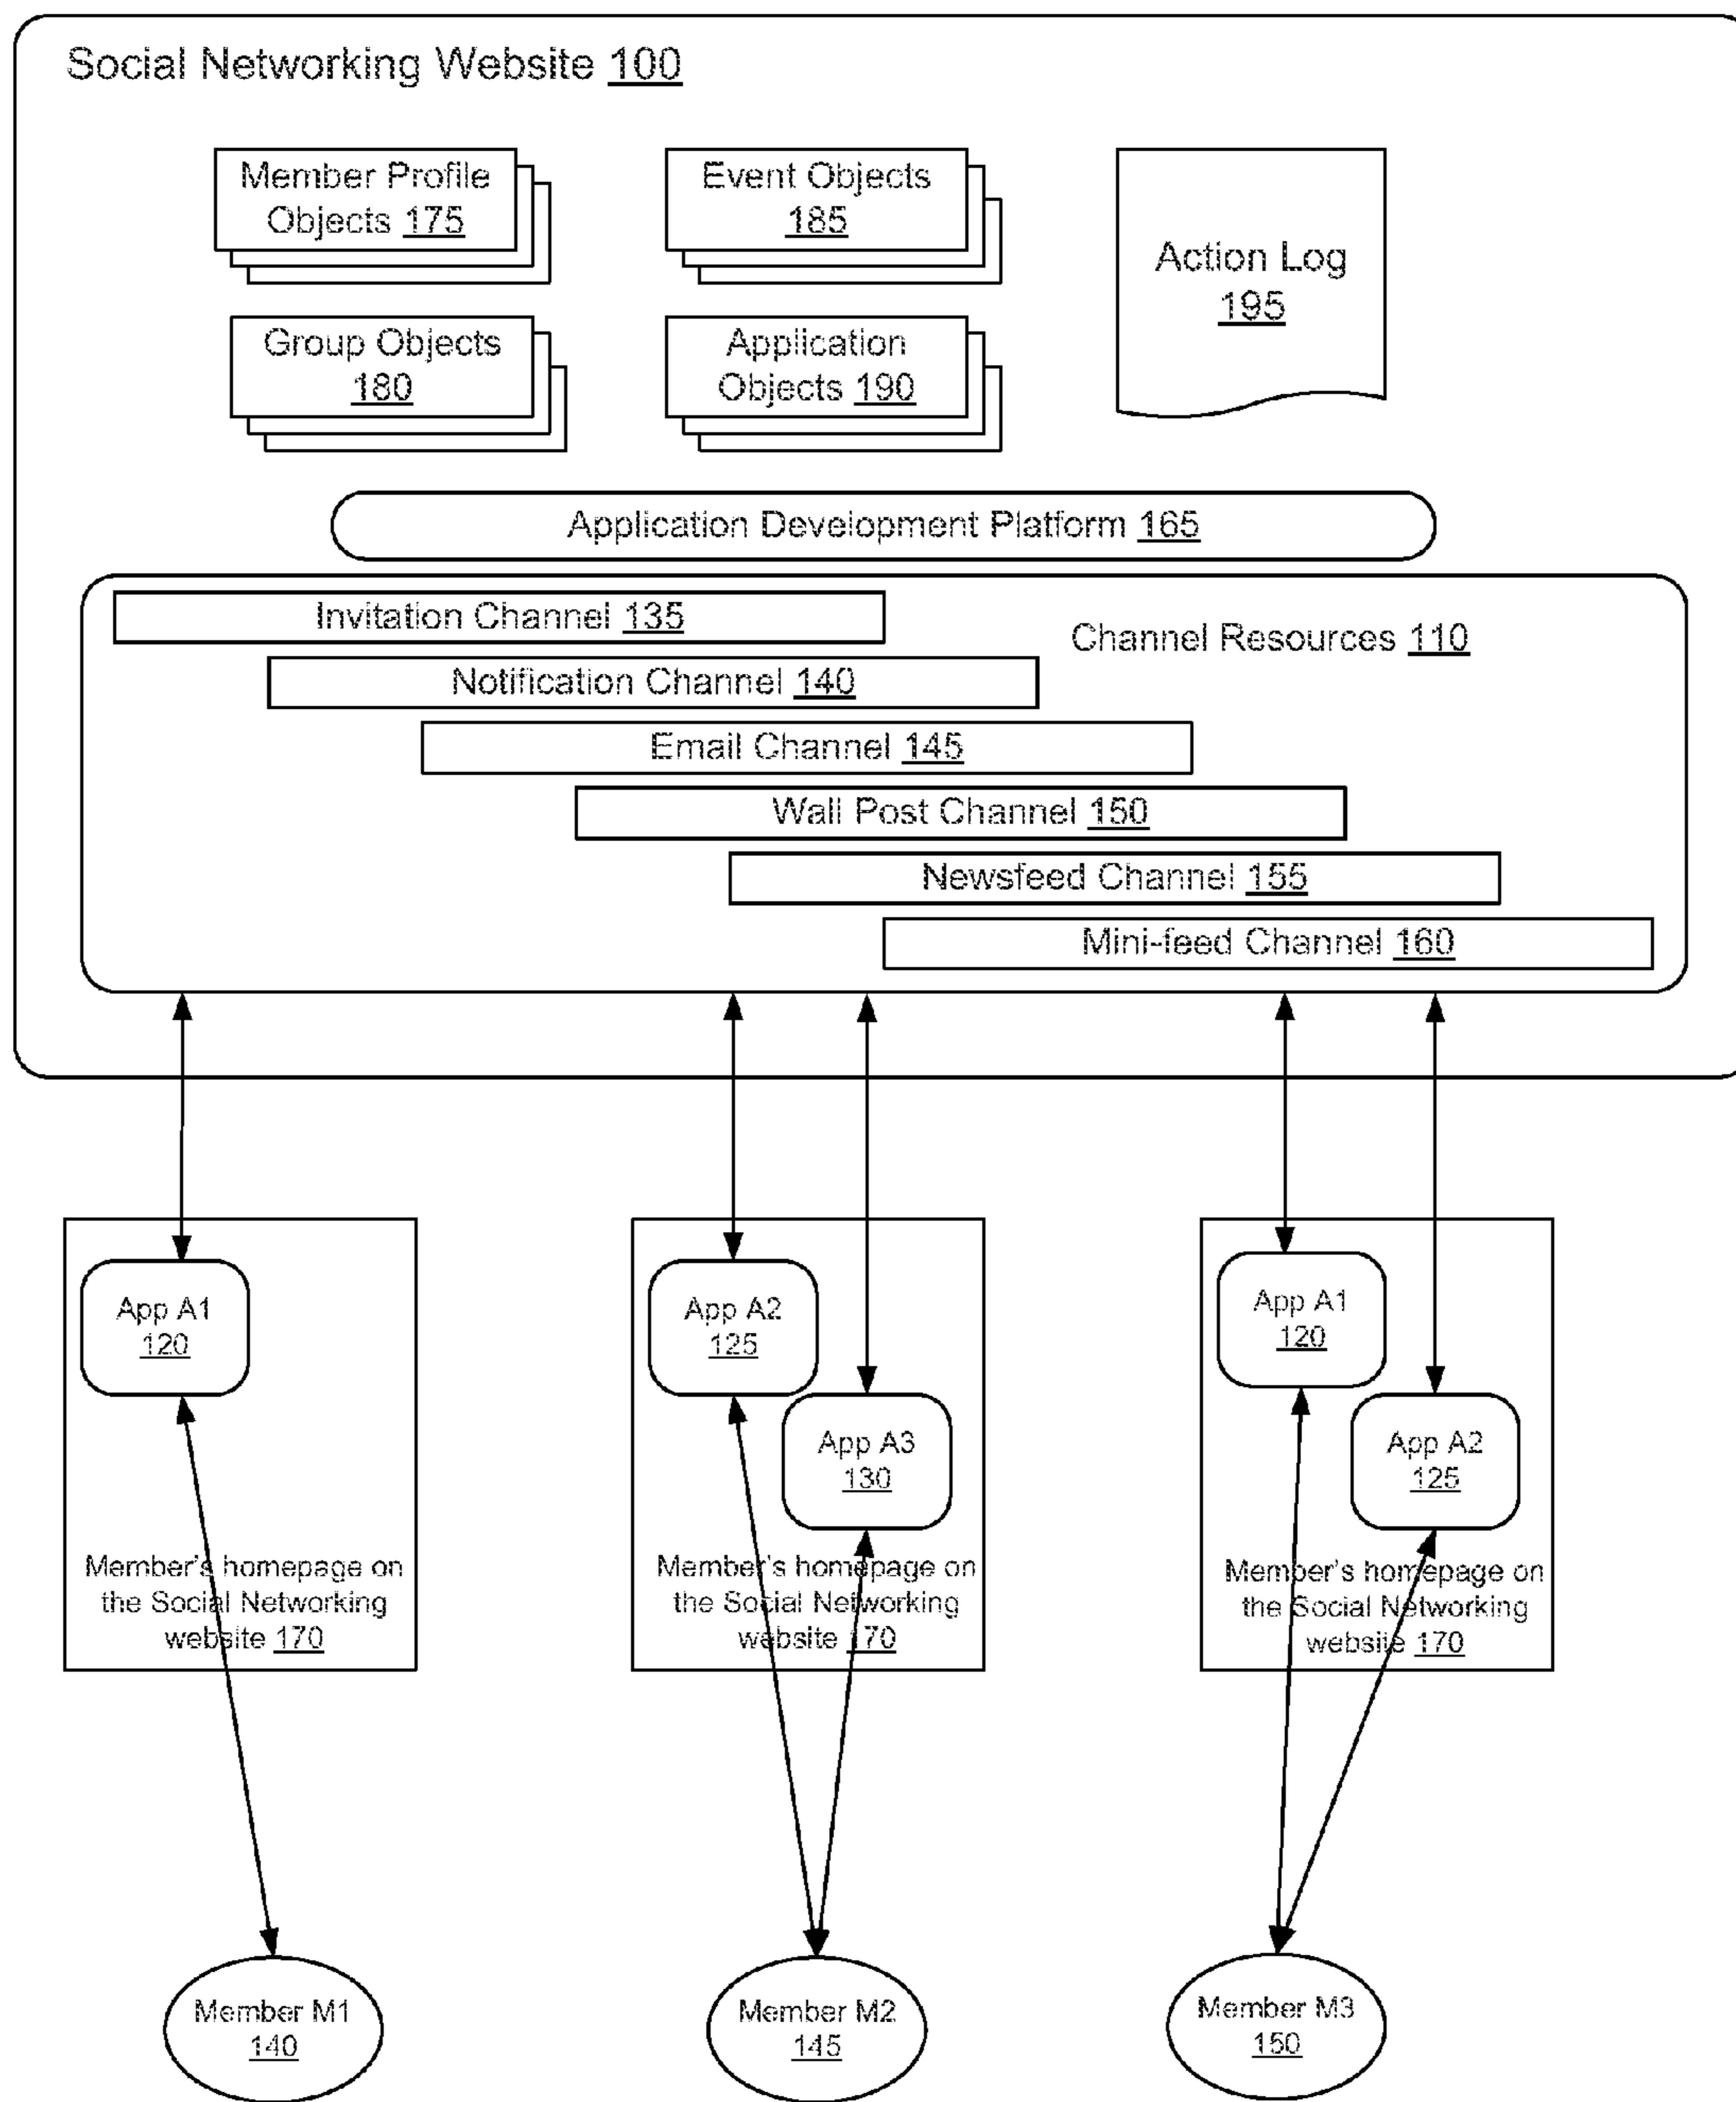 Social Networking Website 100
Member Profile
Objects 175
Event Objects
185
Action Log
195
Group Objects
180
Application
Objects 190
Application Development Platform 165
Invitation Channel 135
Channel Resources 110
Notification Channel 140
Email Channel 145
Wall Post Channel 150
Newsfeed Channel 155
Mini-feed Channel 160
App A1
120
Member's homepage on
the Social Networking
website 170
App A2
125
App A3
130
Member's homepage on
the Social Networking
website 170
App A1
120
App A2
125
Member's homepage on
the Social Networking
website 170
Member M1
140
Member M2
145
Member M3
150